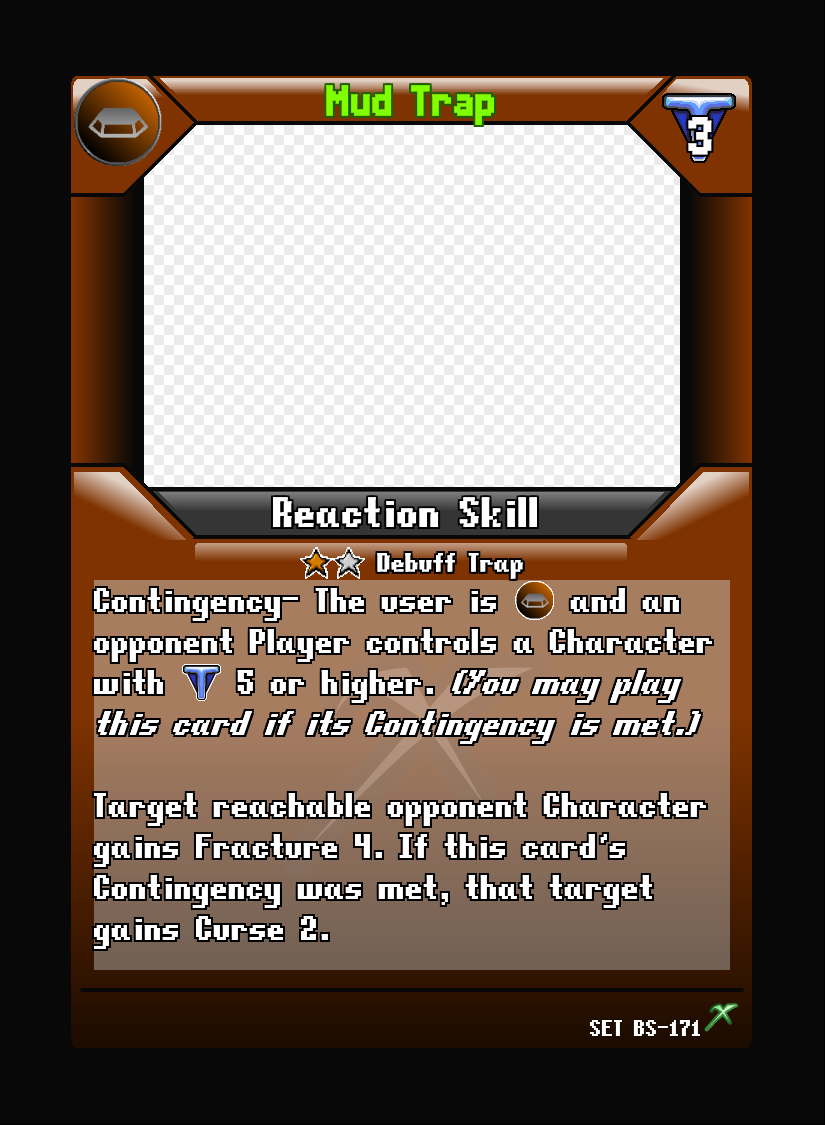 Mud Trap
3
Reaction Skill
Debuff Trap
Contingency- The user is and an
opponent Player controls a Character
with 5 or higher. (You may play
this card if its Contingency is met.)
Target reachable opponent Character
gains Fracture 4. If this card's
Contingency was met, that target
gains Curse 2.
SET BS-171